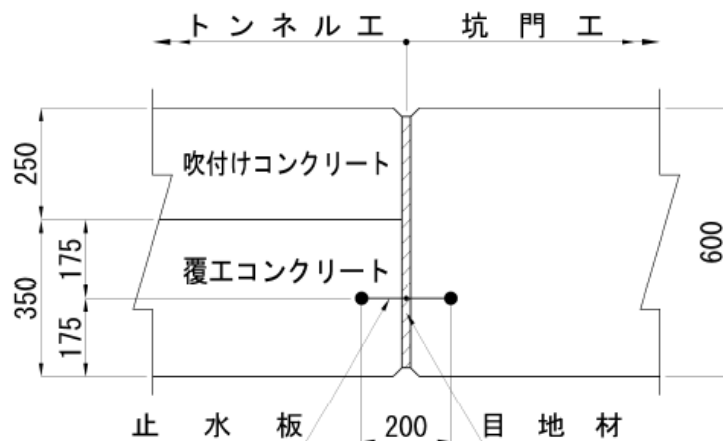 トンネル工 坑門工
吹付けコンクリート
250
600
175
覆工コンクリート
350
175
止水板 200 目地材